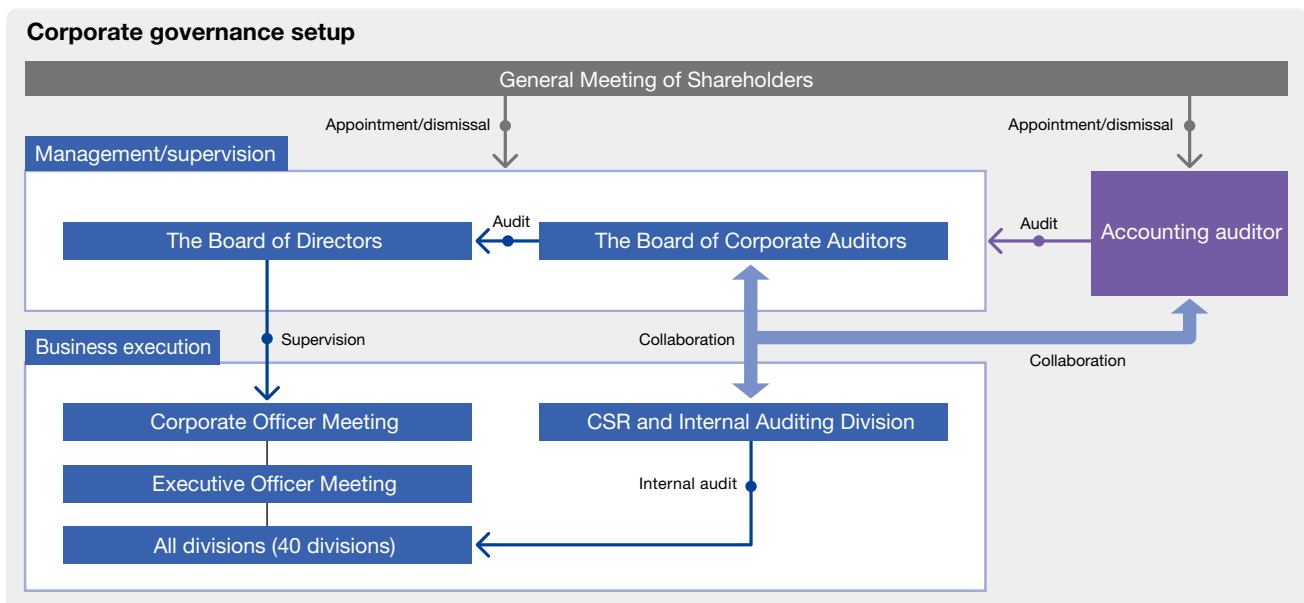 Corporate governance setup
General Meeting of Shareholders
Appointment/dismissal
Appointment/dismissal
Management/supervision
The Board of Directors
Audit
The Board of Corporate Auditors
Audit
Accounting auditor
Business execution
Supervision
Collaboration
Collaboration
Corporate Officer Meeting
CSR and Internal Auditing Division
Executive Officer Meeting
Internal audit
All divisions (40 divisions)